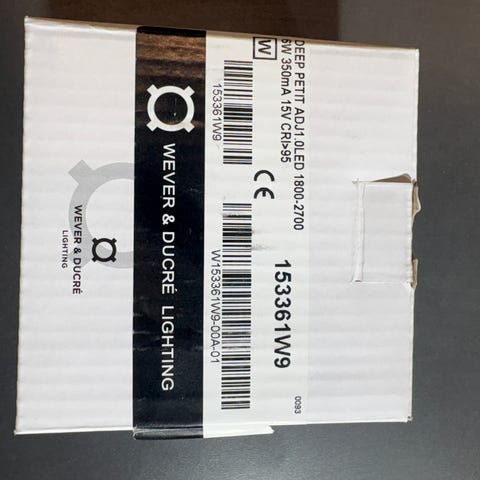 DEEP PETIT ADJ1.0LED 1800-2700
6W 350mA 15V CRI>95
W
153361W9
CE
153361W9
W153361W9-00A-01
0093
WEVER & DUCRÉ LIGHTING
WEVER & DUCRÉ
LIGHTING